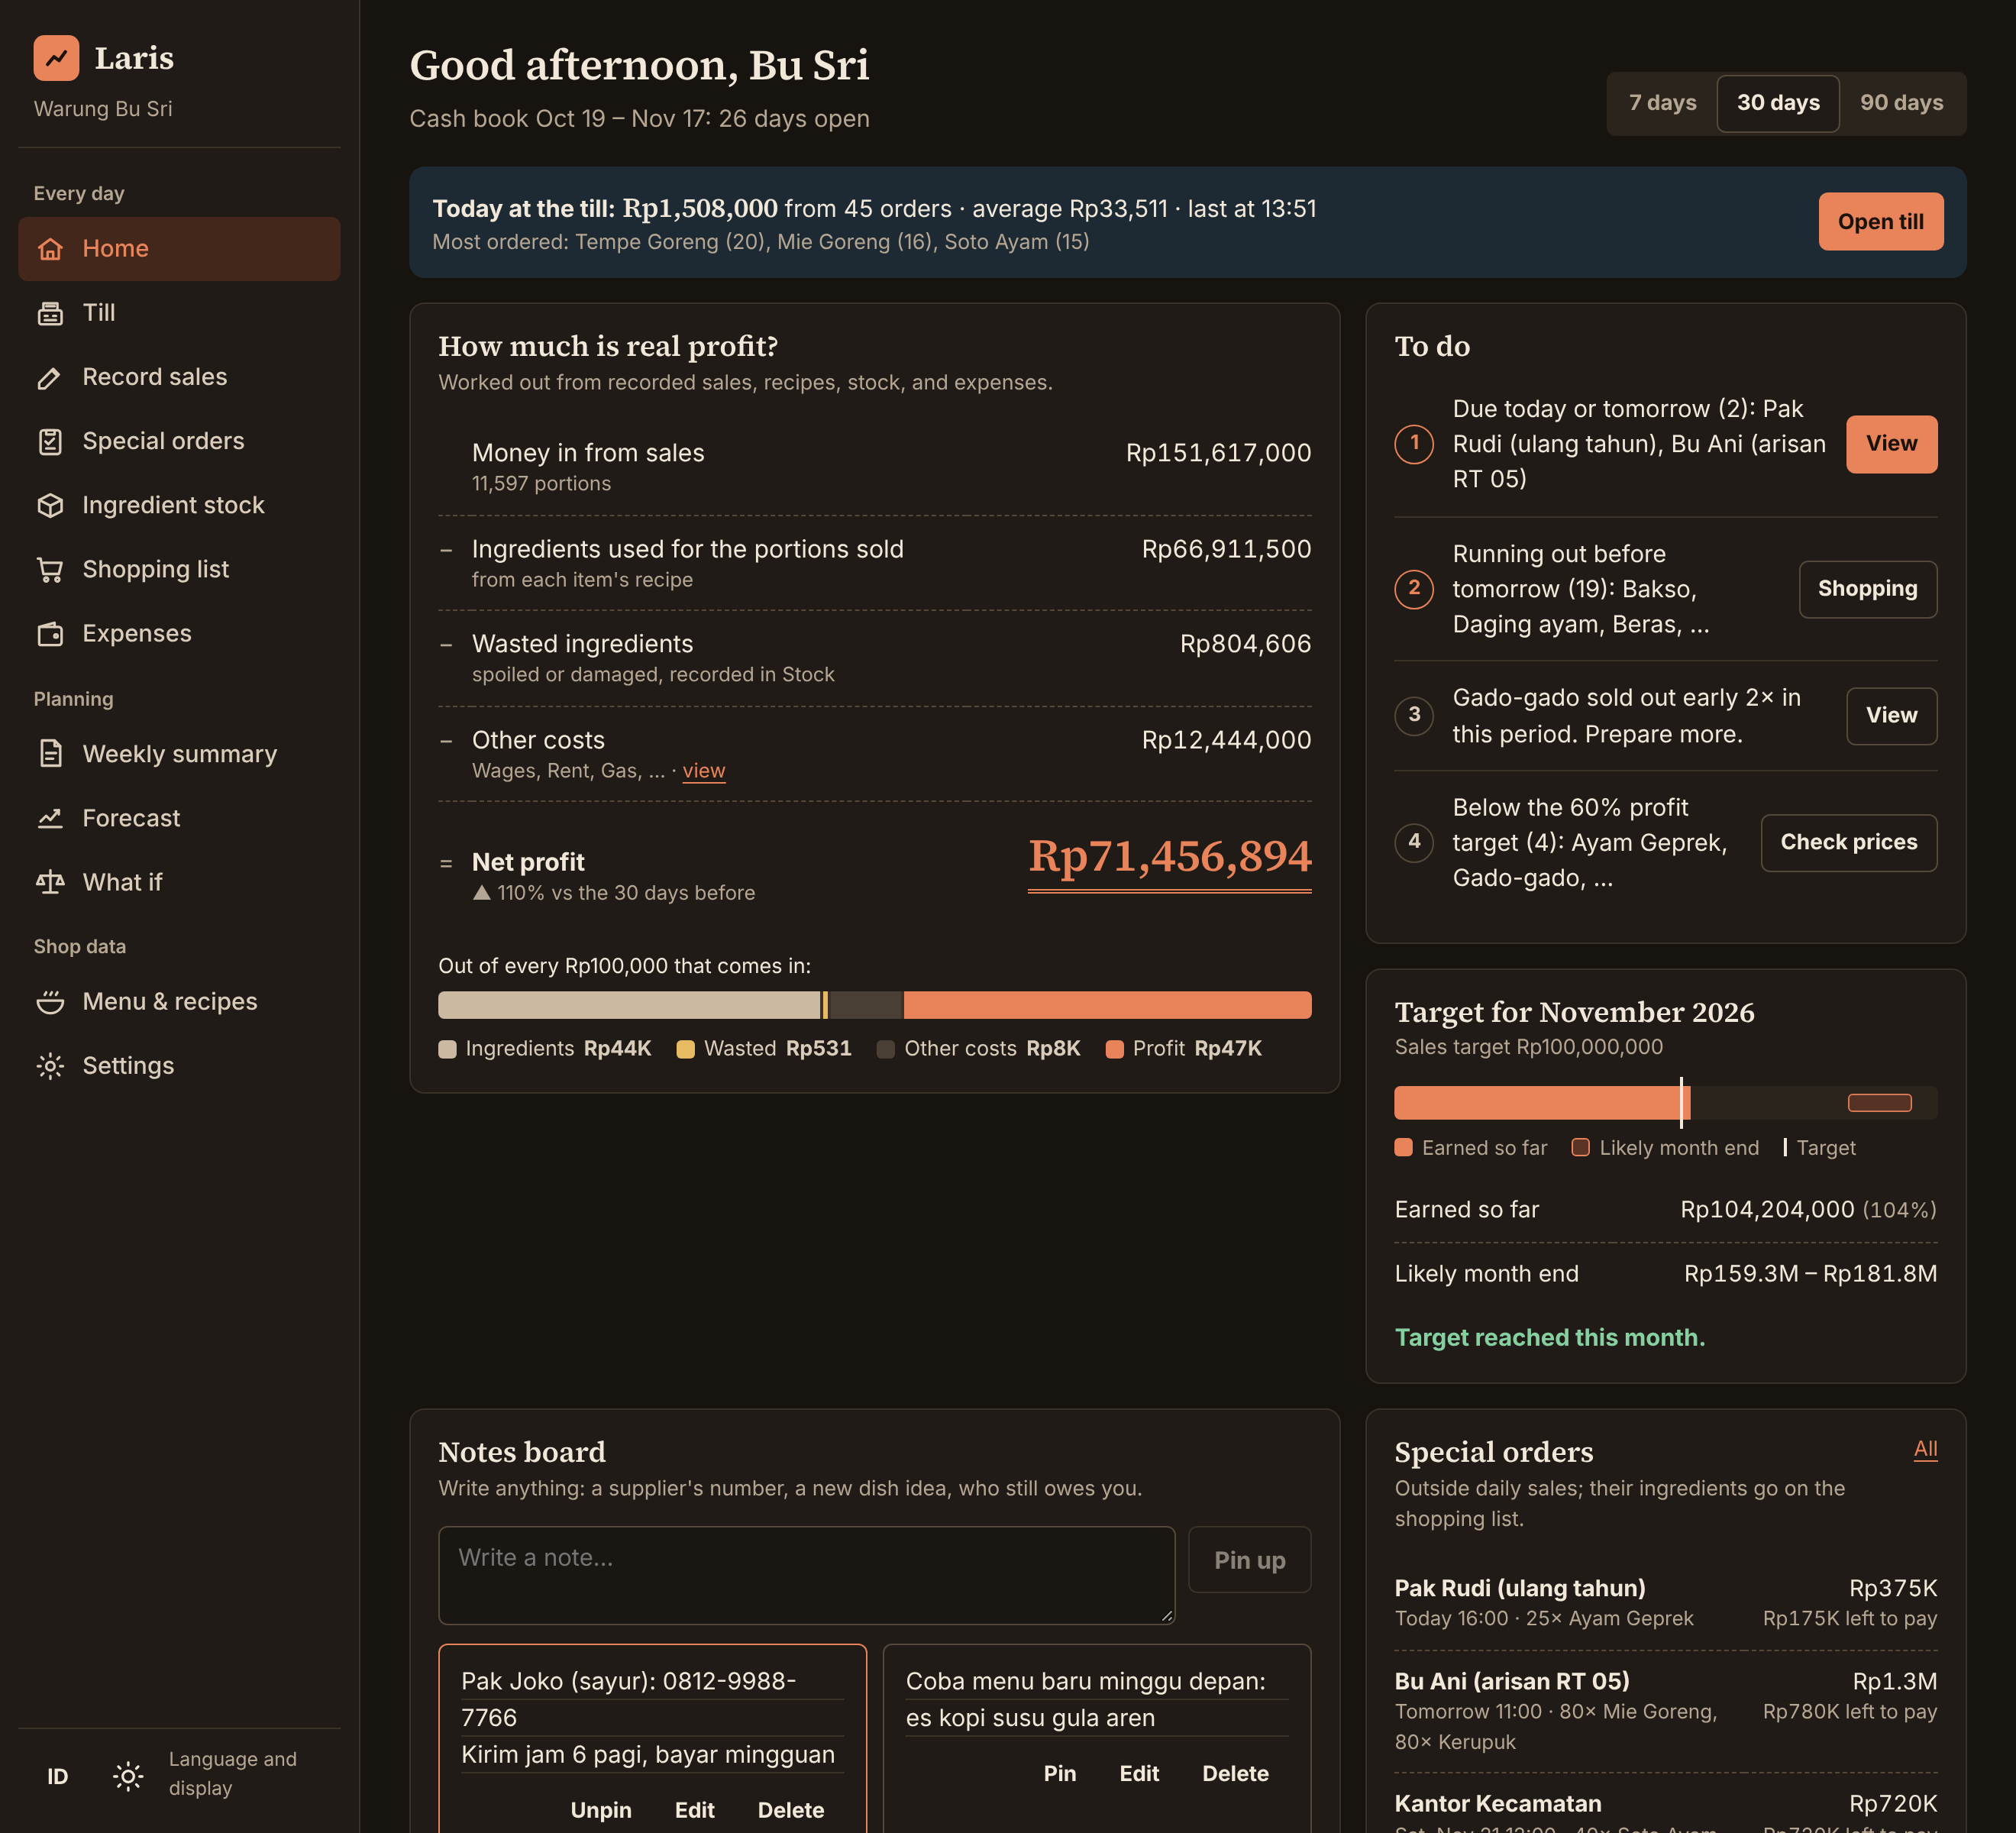 Laris
Warung Bu Sri
Every day
Home
Till
Record sales
Special orders
Ingredient stock
Shopping list
Expenses
Planning
Weekly summary
Forecast
What if
Shop data
Menu & recipes
Settings
ID
Language and
display
Good afternoon, Bu Sri
Cash book Oct 19 – Nov 17: 26 days open
7 days
30 days
90 days
Today at the till: Rp1,508,000 from 45 orders · average Rp33,511 · last at 13:51
Most ordered: Tempe Goreng (20), Mie Goreng (16), Soto Ayam (15)
Open till
How much is real profit?
Worked out from recorded sales, recipes, stock, and expenses.
Money in from sales Rp151,617,000
11,597 portions
– Ingredients used for the portions sold Rp66,911,500
from each item's recipe
– Wasted ingredients Rp804,606
spoiled or damaged, recorded in Stock
– Other costs Rp12,444,000
Wages, Rent, Gas, ... · view
= Net profit Rp71,456,894
▲ 110% vs the 30 days before
Out of every Rp100,000 that comes in:
Ingredients Rp44K Wasted Rp531 Other costs Rp8K Profit Rp47K
To do
1
Due today or tomorrow (2): Pak
Rudi (ulang tahun), Bu Ani (arisan
RT 05)
View
2
Running out before
tomorrow (19): Bakso,
Daging ayam, Beras, ...
Shopping
3
Gado-gado sold out early 2× in
this period. Prepare more.
View
4
Below the 60% profit
target (4): Ayam Geprek,
Gado-gado, ...
Check prices
Target for November 2026
Sales target Rp100,000,000
Earned so far Likely month end Target
Earned so far Rp104,204,000 (104%)
Likely month end Rp159.3M – Rp181.8M
Target reached this month.
Notes board
Write anything: a supplier's number, a new dish idea, who still owes you.
Write a note...
Pin up
Pak Joko (sayur): 0812-9988-
7766
Kirim jam 6 pagi, bayar mingguan
Unpin Edit Delete
Coba menu baru minggu depan:
es kopi susu gula aren
Pin Edit Delete
Special orders
All
Outside daily sales; their ingredients go on the
shopping list.
Pak Rudi (ulang tahun) Rp375K
Today 16:00 · 25× Ayam Geprek Rp175K left to pay
Bu Ani (arisan RT 05) Rp1.3M
Tomorrow 11:00 · 80× Mie Goreng, Rp780K left to pay
80× Kerupuk
Kantor Kecamatan Rp720K